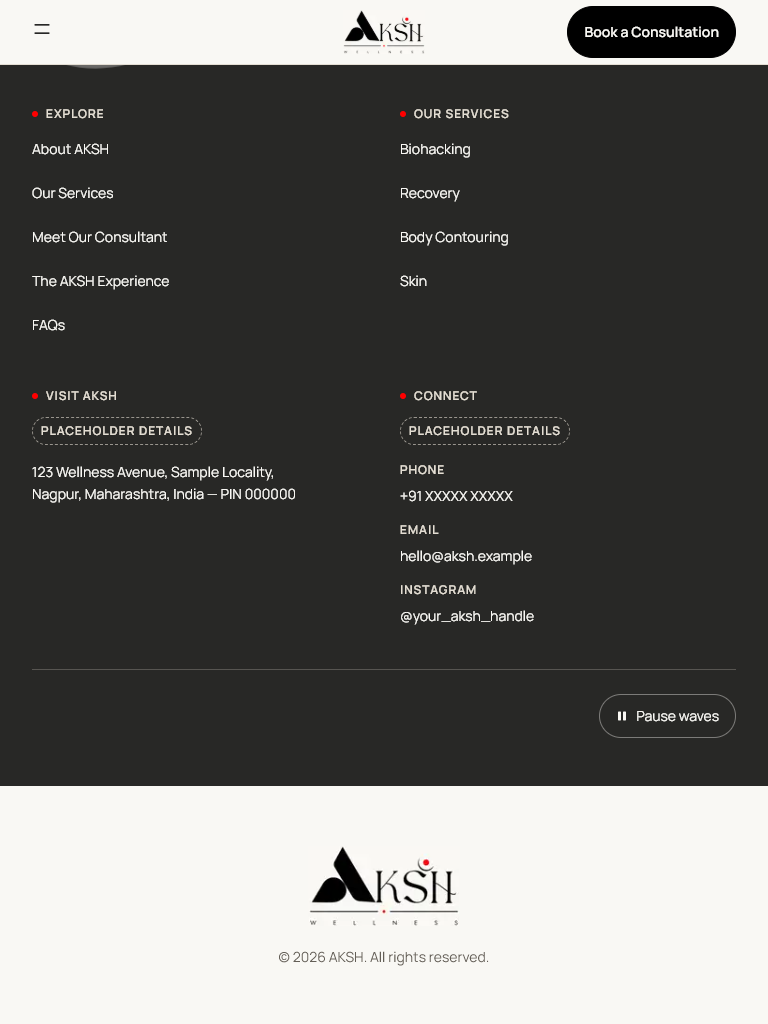 AKSH
WELLNESS
Book a Consultation
EXPLORE
About AKSH
Our Services
Meet Our Consultant
The AKSH Experience
FAQs
OUR SERVICES
Biohacking
Recovery
Body Contouring
Skin
VISIT AKSH
PLACEHOLDER DETAILS
123 Wellness Avenue, Sample Locality,
Nagpur, Maharashtra, India — PIN 000000
CONNECT
PLACEHOLDER DETAILS
PHONE
+91 XXXXX XXXXX
EMAIL
hello@aksh.example
INSTAGRAM
@your_aksh_handle
Pause waves
AKSH
WELLNESS
© 2026 AKSH. All rights reserved.